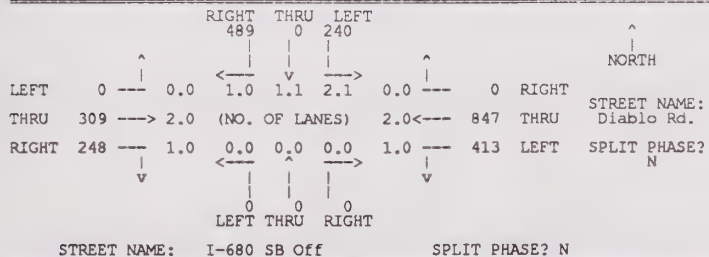 RIGHT THRU LEFT
489 0 240
^
| | | |
^ | | | ^ NORTH
| <--- v ---> |
LEFT 0 --- 0.0 1.0 1.1 2.1 0.0 --- 0 RIGHT
STREET NAME:
THRU 309 ---> 2.0 (NO. OF LANES) 2.0<--- 847 THRU Diablo Rd.
RIGHT 248 --- 1.0 0.0 0.0 0.0 1.0 --- 413 LEFT SPLIT PHASE?
| <--- ^ ---> | N
v | | | v
| | |
0 0 0
LEFT THRU RIGHT
STREET NAME: I-680 SB Off SPLIT PHASE? N